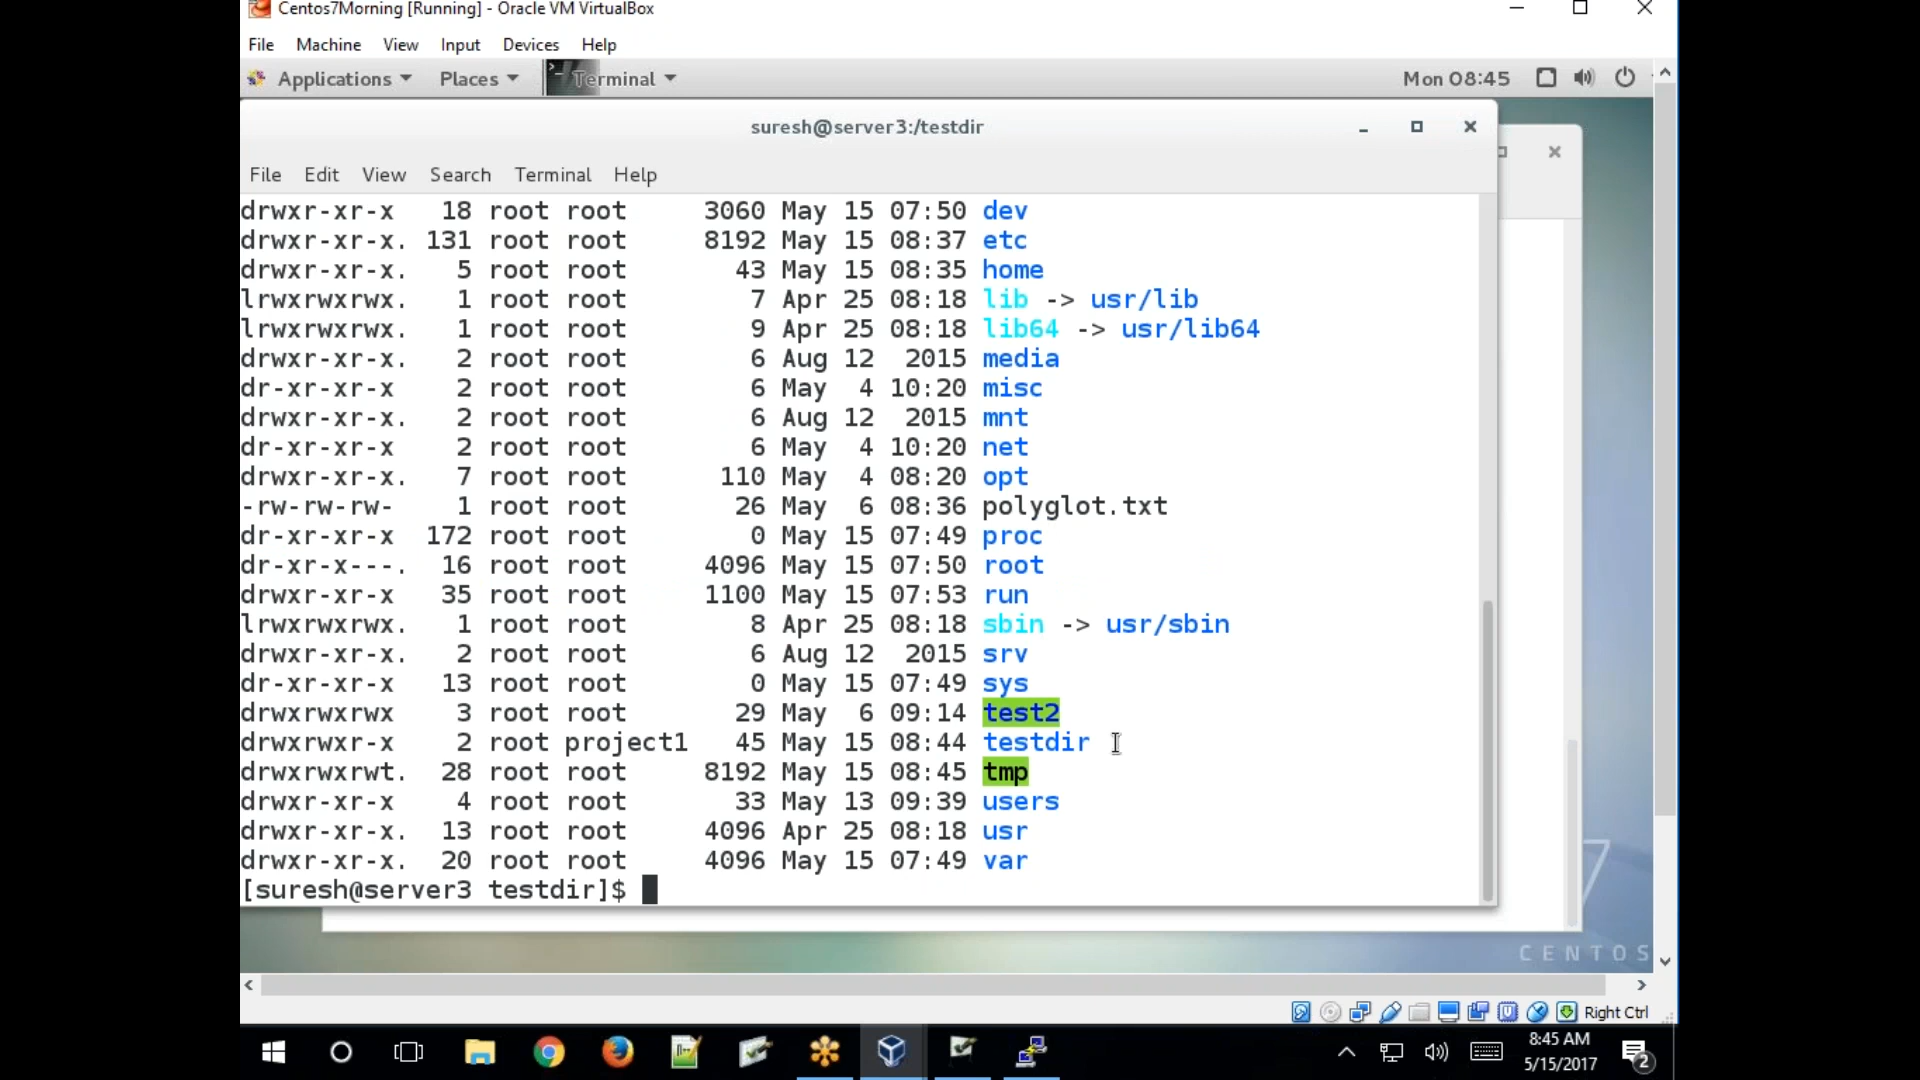 Centos7Morning [Running] - Oracle VM VirtualBox
File Machine View Input Devices Help
Applications Places Terminal Mon 08:45
suresh@server3:/testdir
File Edit View Search Terminal Help
drwxr-xr-x 18 root root 3060 May 15 07:50 dev
drwxr-xr-x. 131 root root 8192 May 15 08:37 etc
drwxr-xr-x. 5 root root 43 May 15 08:35 home
lrwxrwxrwx. 1 root root 7 Apr 25 08:18 lib -> usr/lib
lrwxrwxrwx. 1 root root 9 Apr 25 08:18 lib64 -> usr/lib64
drwxr-xr-x. 2 root root 6 Aug 12 2015 media
dr-xr-xr-x 2 root root 6 May 4 10:20 misc
drwxr-xr-x. 2 root root 6 Aug 12 2015 mnt
dr-xr-xr-x 2 root root 6 May 4 10:20 net
drwxr-xr-x. 7 root root 110 May 4 08:20 opt
-rw-rw-rw- 1 root root 26 May 6 08:36 polyglot.txt
dr-xr-xr-x 172 root root 0 May 15 07:49 proc
dr-xr-x---. 16 root root 4096 May 15 07:50 root
drwxr-xr-x 35 root root 1100 May 15 07:53 run
lrwxrwxrwx. 1 root root 8 Apr 25 08:18 sbin -> usr/sbin
drwxr-xr-x. 2 root root 6 Aug 12 2015 srv
dr-xr-xr-x 13 root root 0 May 15 07:49 sys
drwxrwxrwx 3 root root 29 May 6 09:14 test2
drwxrwxr-x 2 root project1 45 May 15 08:44 testdir
drwxrwxrwt. 28 root root 8192 May 15 08:45 tmp
drwxr-xr-x 4 root root 33 May 13 09:39 users
drwxr-xr-x. 13 root root 4096 Apr 25 08:18 usr
drwxr-xr-x. 20 root root 4096 May 15 07:49 var
[suresh@server3 testdir]$
7
CENTOS
Right Ctrl
8:45 AM
5/15/2017
2